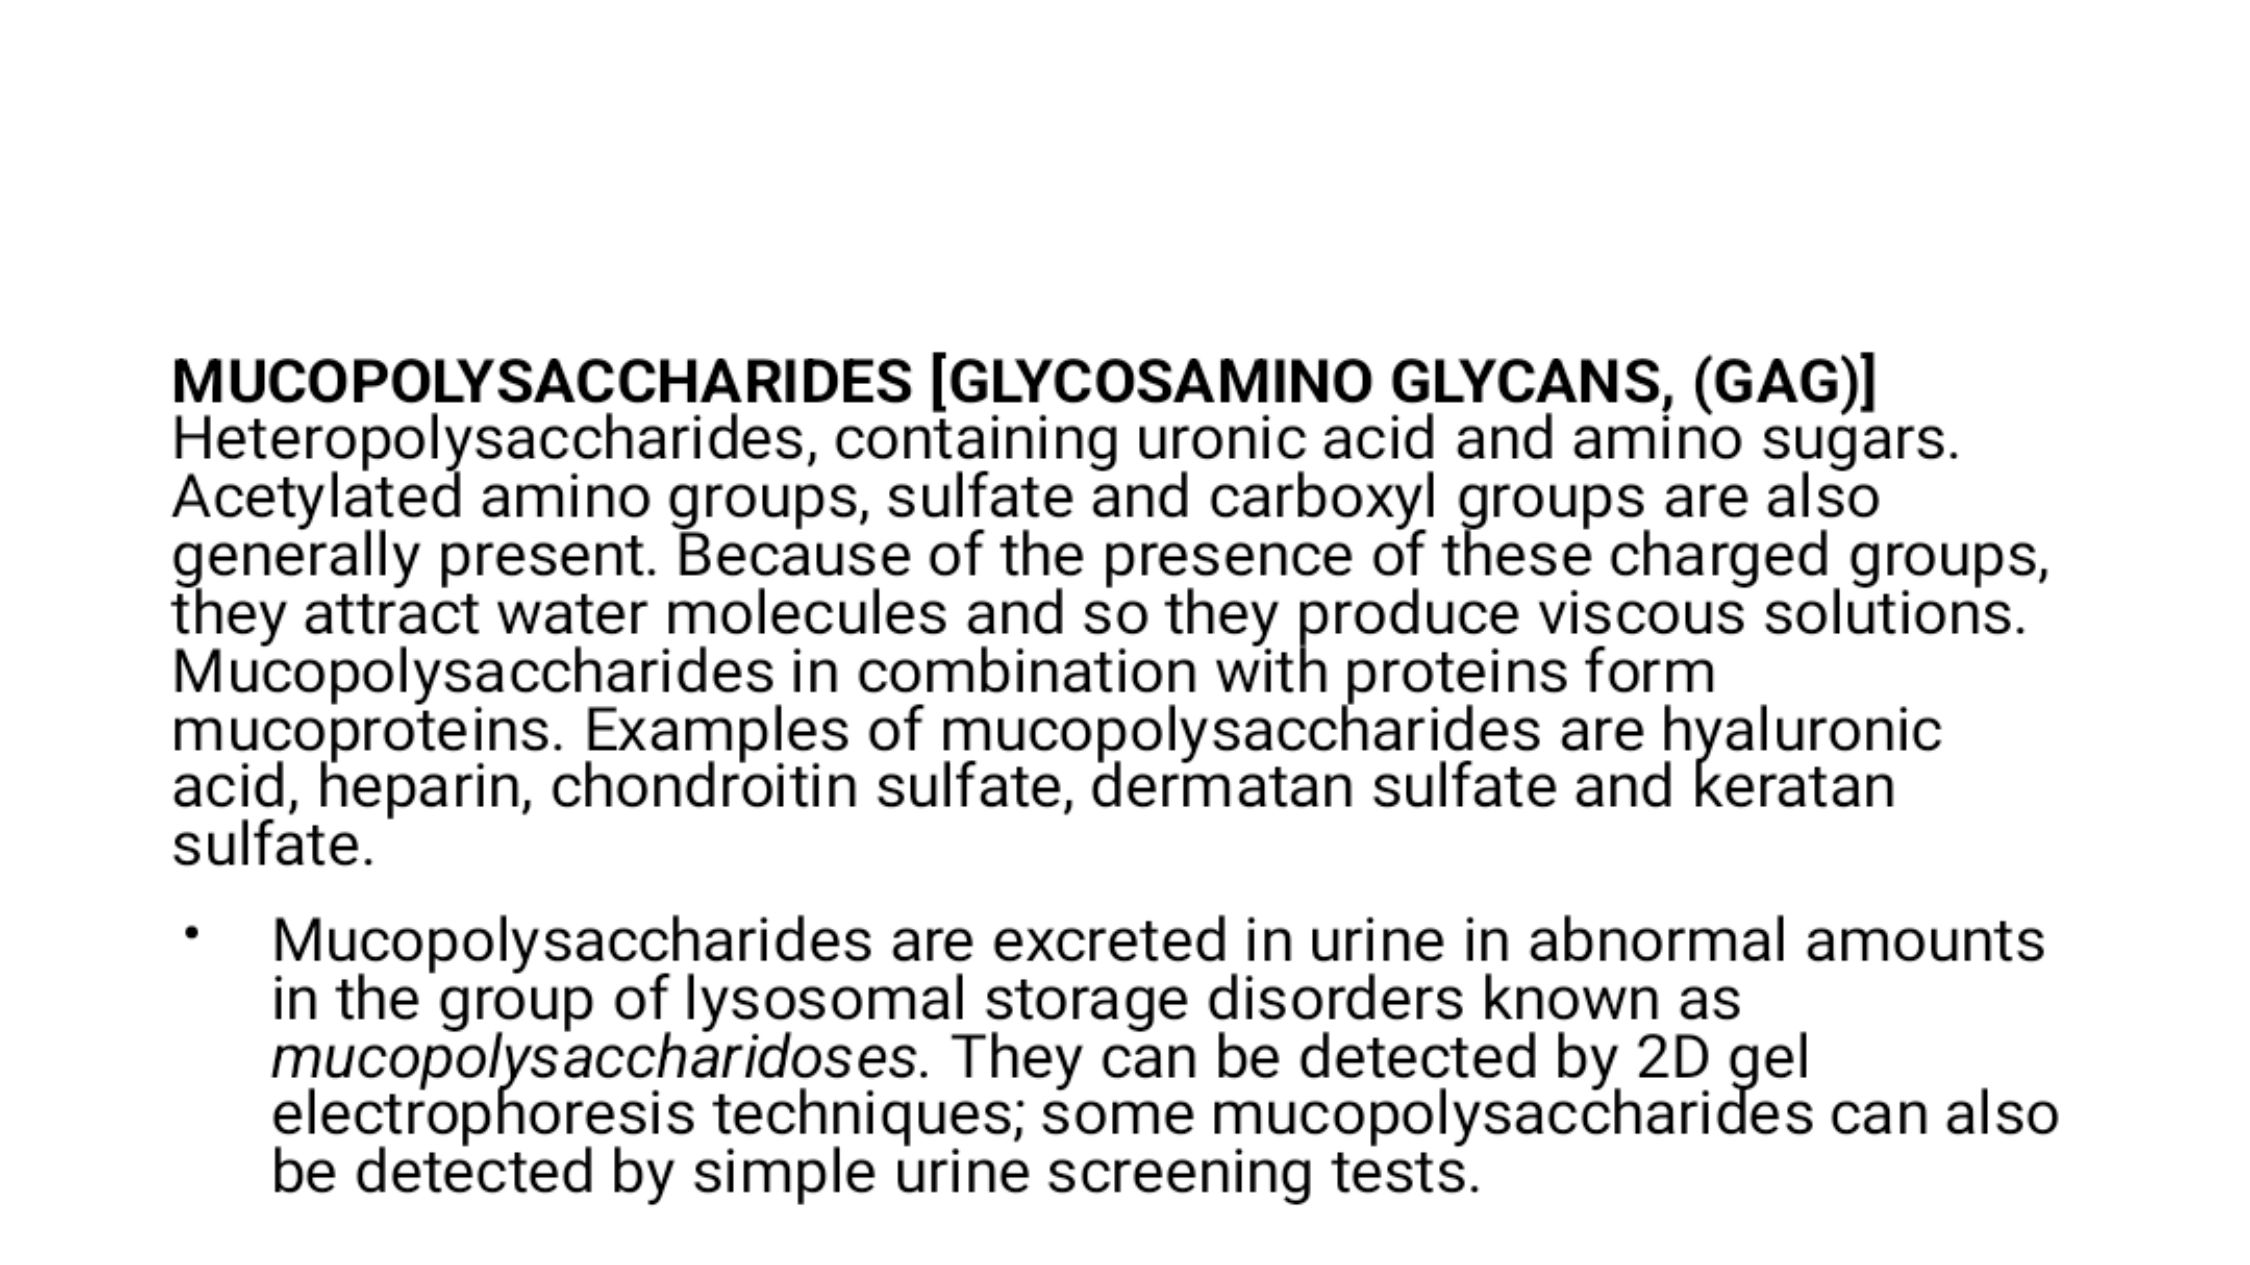 MUCOPOLYSACCHARIDES [GLYCOSAMINO GLYCANS, (GAG)]
Heteropolysaccharides, containing uronic acid and amino sugars.
Acetylated amino groups, sulfate and carboxyl groups are also
generally present. Because of the presence of these charged groups,
they attract water molecules and so they produce viscous solutions.
Mucopolysaccharides in combination with proteins form
mucoproteins. Examples of mucopolysaccharides are hyaluronic
acid, heparin, chondroitin sulfate, dermatan sulfate and keratan
sulfate.
• Mucopolysaccharides are excreted in urine in abnormal amounts
in the group of lysosomal storage disorders known as
mucopolysaccharidoses. They can be detected by 2D gel
electrophoresis techniques; some mucopolysaccharides can also
be detected by simple urine screening tests.